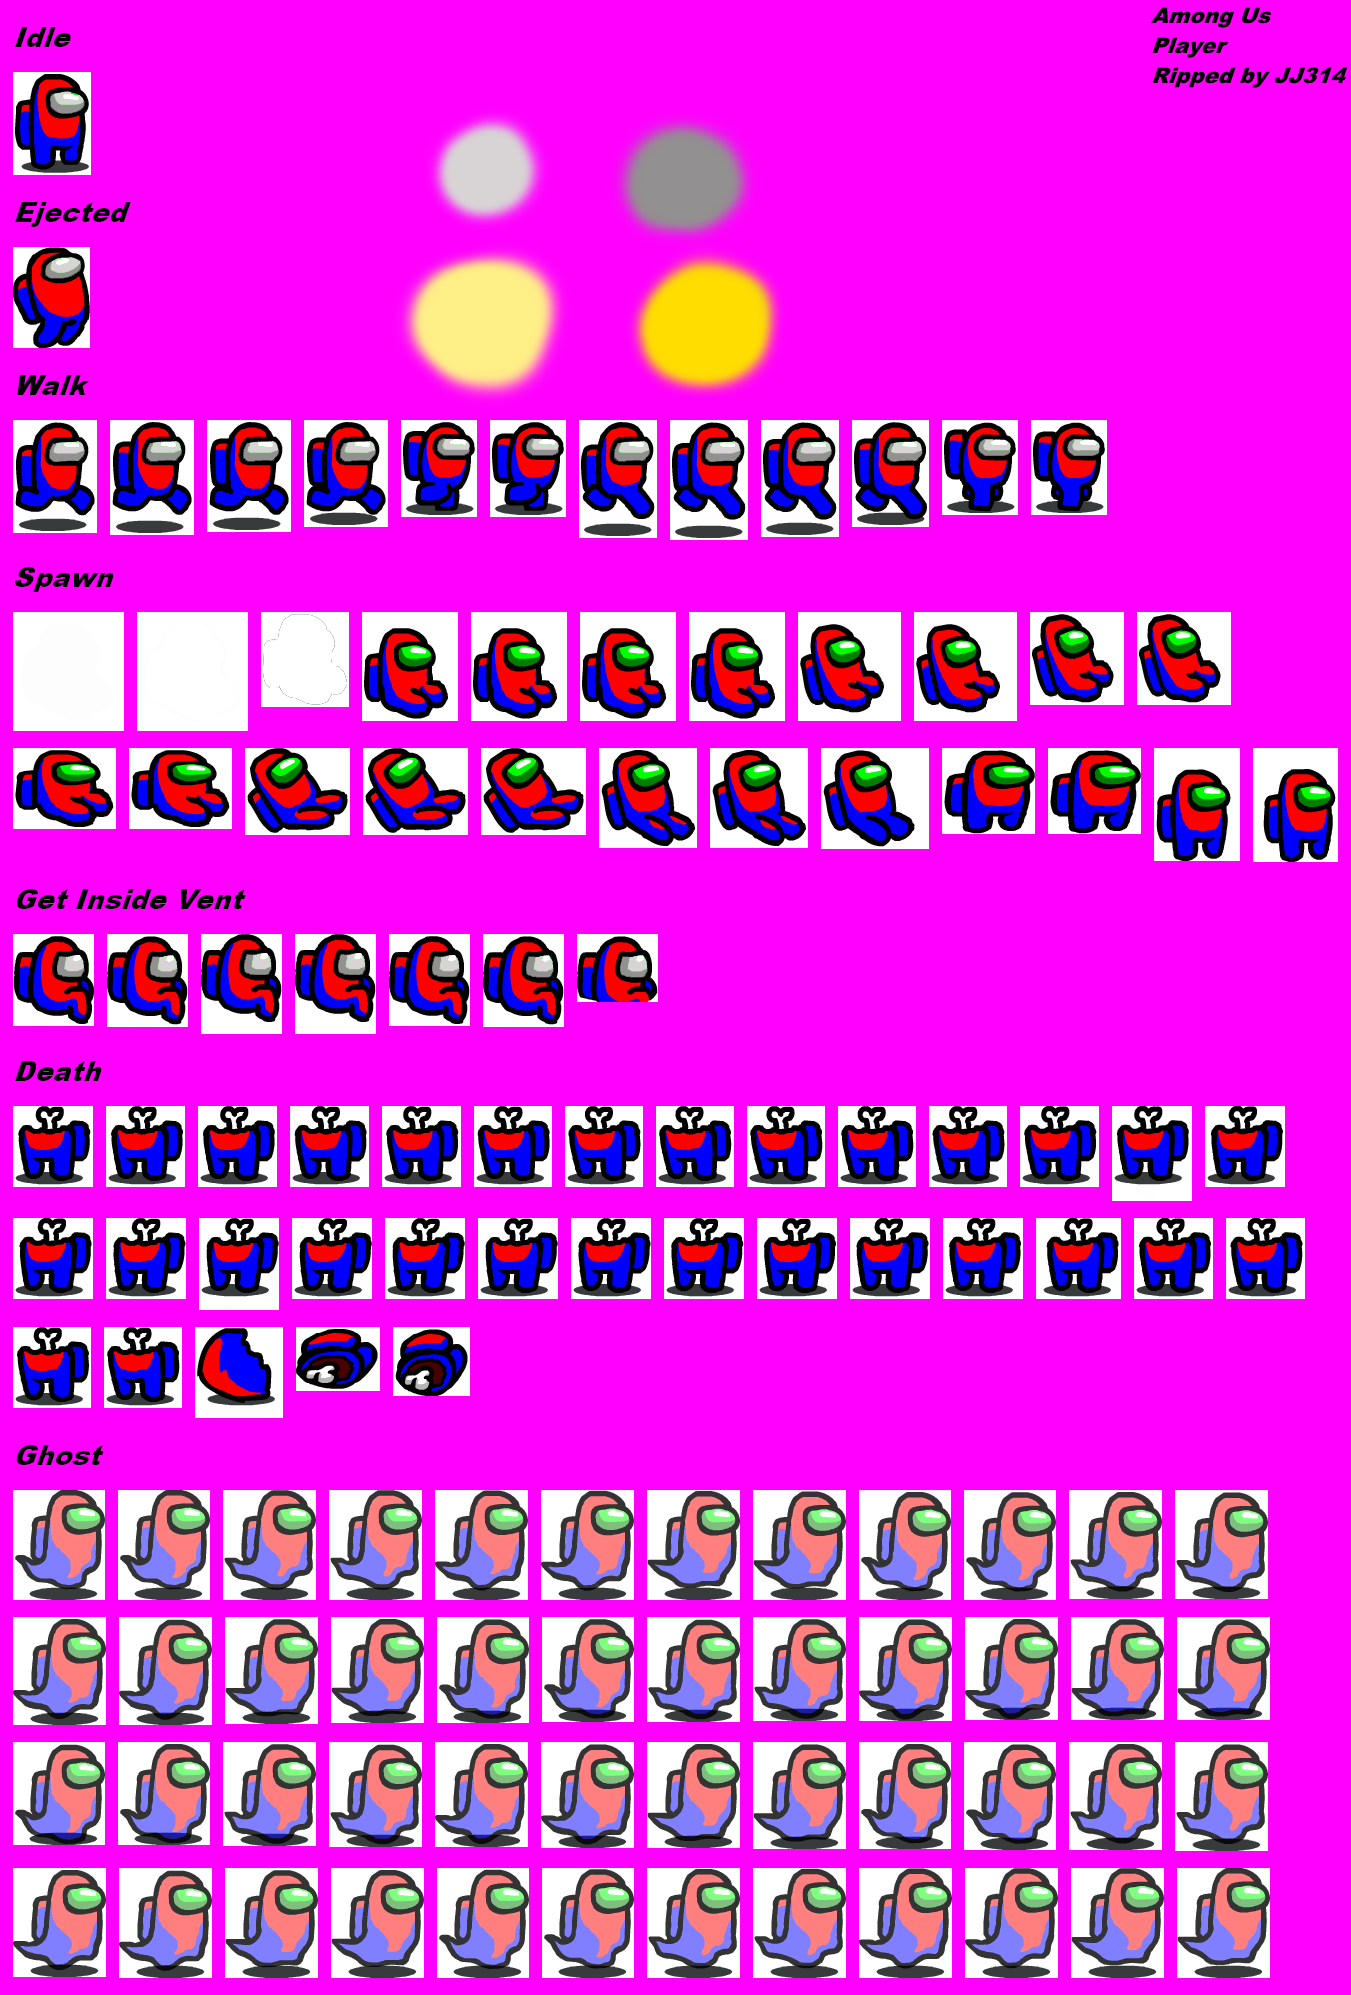 Among Us
Player
Ripped by JJ314
Idle
Ejected
Walk
Spawn
Get Inside Vent
Death
Ghost